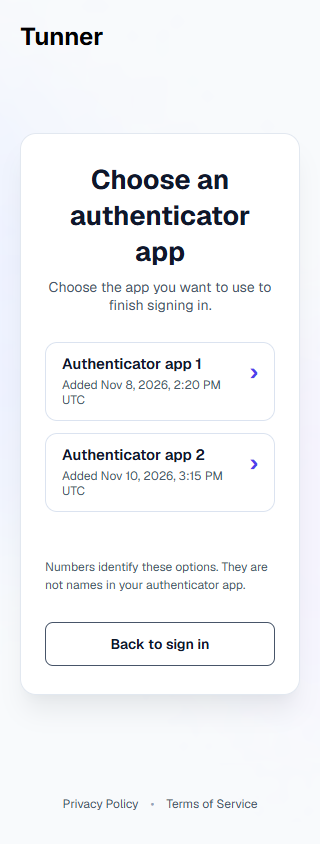 Tunner
Choose an
authenticator
app
Choose the app you want to use to
finish signing in.
Authenticator app 1
Added Nov 8, 2026, 2:20 PM
UTC
Authenticator app 2
Added Nov 10, 2026, 3:15 PM
UTC
Numbers identify these options. They are
not names in your authenticator app.
Back to sign in
Privacy Policy • Terms of Service